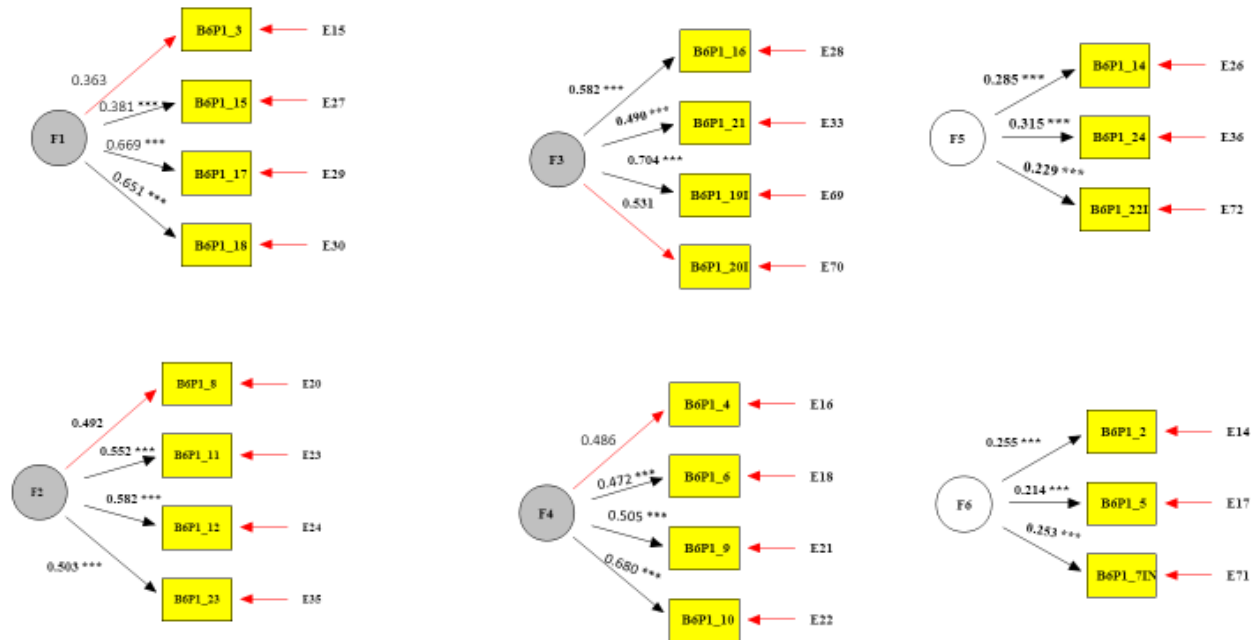 B6P1_3
E15
0.363
0.381 ***
B6P1_15
E27
F1
0.669 ***
B6P1_17
E29
0.651 ***
B6P1_18
E30
B6P1_16
E28
0.582 ***
0.490 ***
B6P1_21
E33
F3
0.704 ***
B6P1_19I
E69
0.531
B6P1_20I
E70
B6P1_14
E26
0.285 ***
F5
0.315 ***
B6P1_24
E36
0.229 ***
B6P1_22I
E72
B6P1_8
E20
0.492
0.552 ***
B6P1_11
E23
F2
0.582 ***
B6P1_12
E24
0.503 ***
B6P1_23
E35
B6P1_4
E16
0.486
0.472 ***
B6P1_6
E18
F4
0.505 ***
B6P1_9
E21
0.680 ***
B6P1_10
E22
B6P1_2
E14
0.255 ***
0.214 ***
B6P1_5
E17
F6
0.253 ***
B6P1_7IN
E71